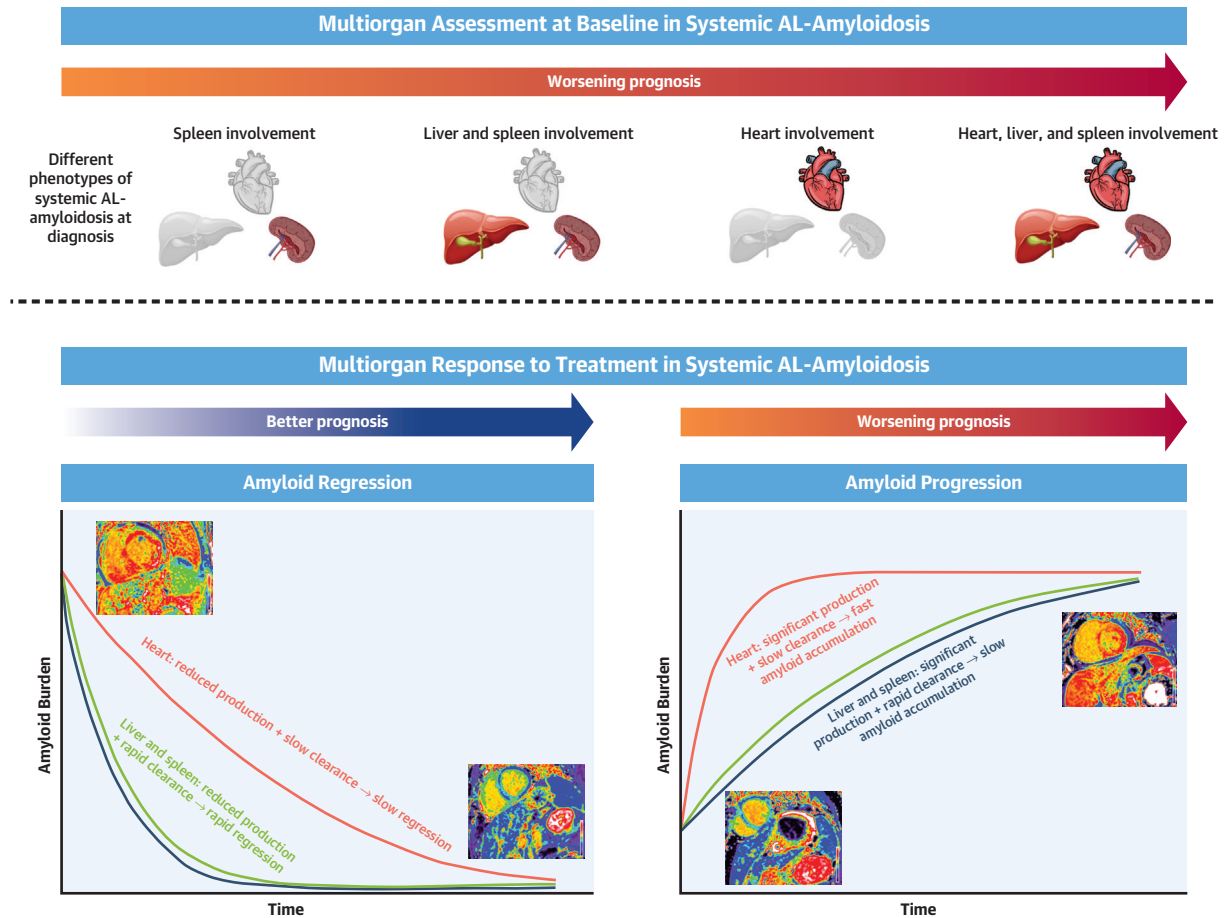 Multiorgan Assessment at Baseline in Systemic AL-Amyloidosis
Worsening prognosis
Different
phenotypes of
systemic AL-
amyloidosis at
diagnosis
Spleen involvement
Liver and spleen involvement
Heart involvement
Heart, liver, and spleen involvement
Multiorgan Response to Treatment in Systemic AL-Amyloidosis
Better prognosis
Amyloid Regression
Amyloid Burden
Heart: reduced production + slow clearance → slow regression
Liver and spleen: reduced production
+ rapid clearance → rapid regression
Time
Worsening prognosis
Amyloid Progression
Amyloid Burden
Heart: significant production
+ slow clearance → fast
amyloid accumulation
Liver and spleen: significant
production + rapid clearance → slow
amyloid accumulation
Time